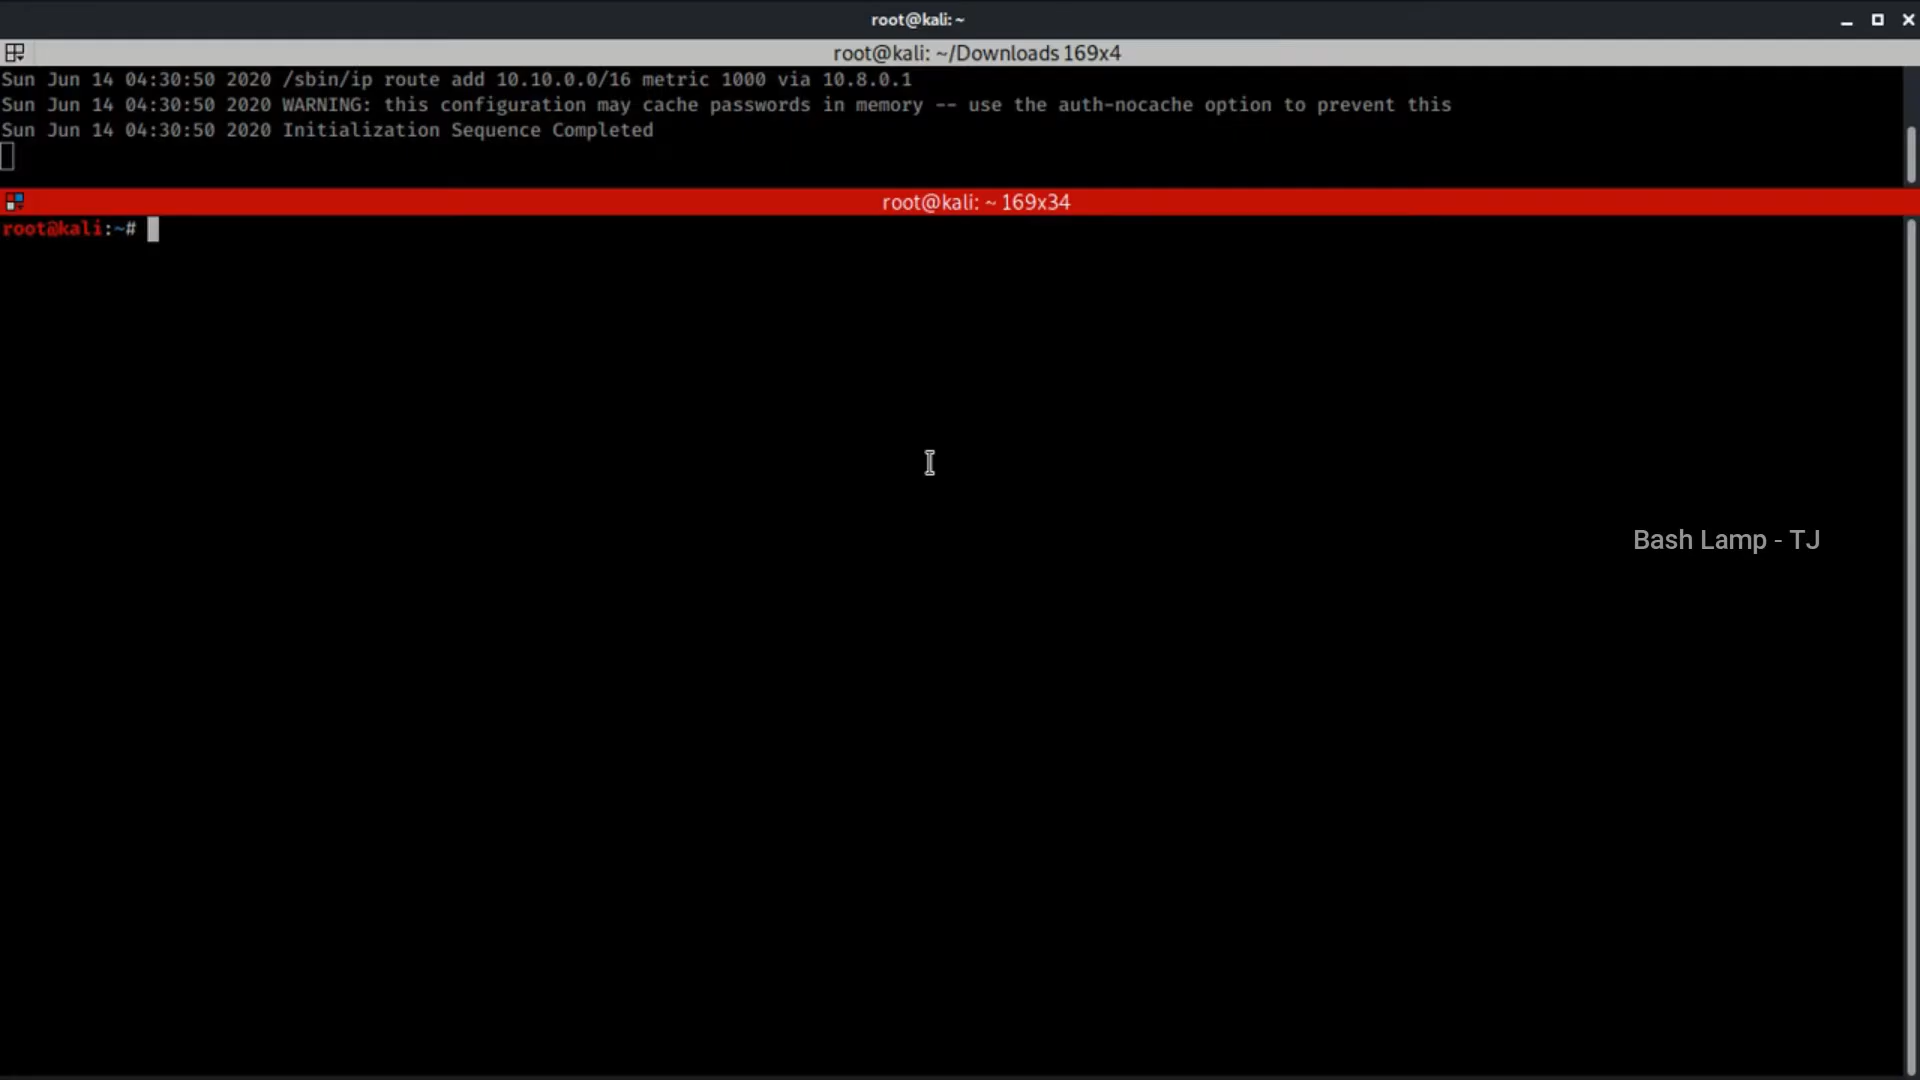 root@kali: ~
root@kali: ~/Downloads 169x4
Sun Jun 14 04:30:50 2020 /sbin/ip route add 10.10.0.0/16 metric 1000 via 10.8.0.1
Sun Jun 14 04:30:50 2020 WARNING: this configuration may cache passwords in memory -- use the auth-nocache option to prevent this
Sun Jun 14 04:30:50 2020 Initialization Sequence Completed
root@kali: ~ 169x34
root@kali:~#
Bash Lamp - TJ